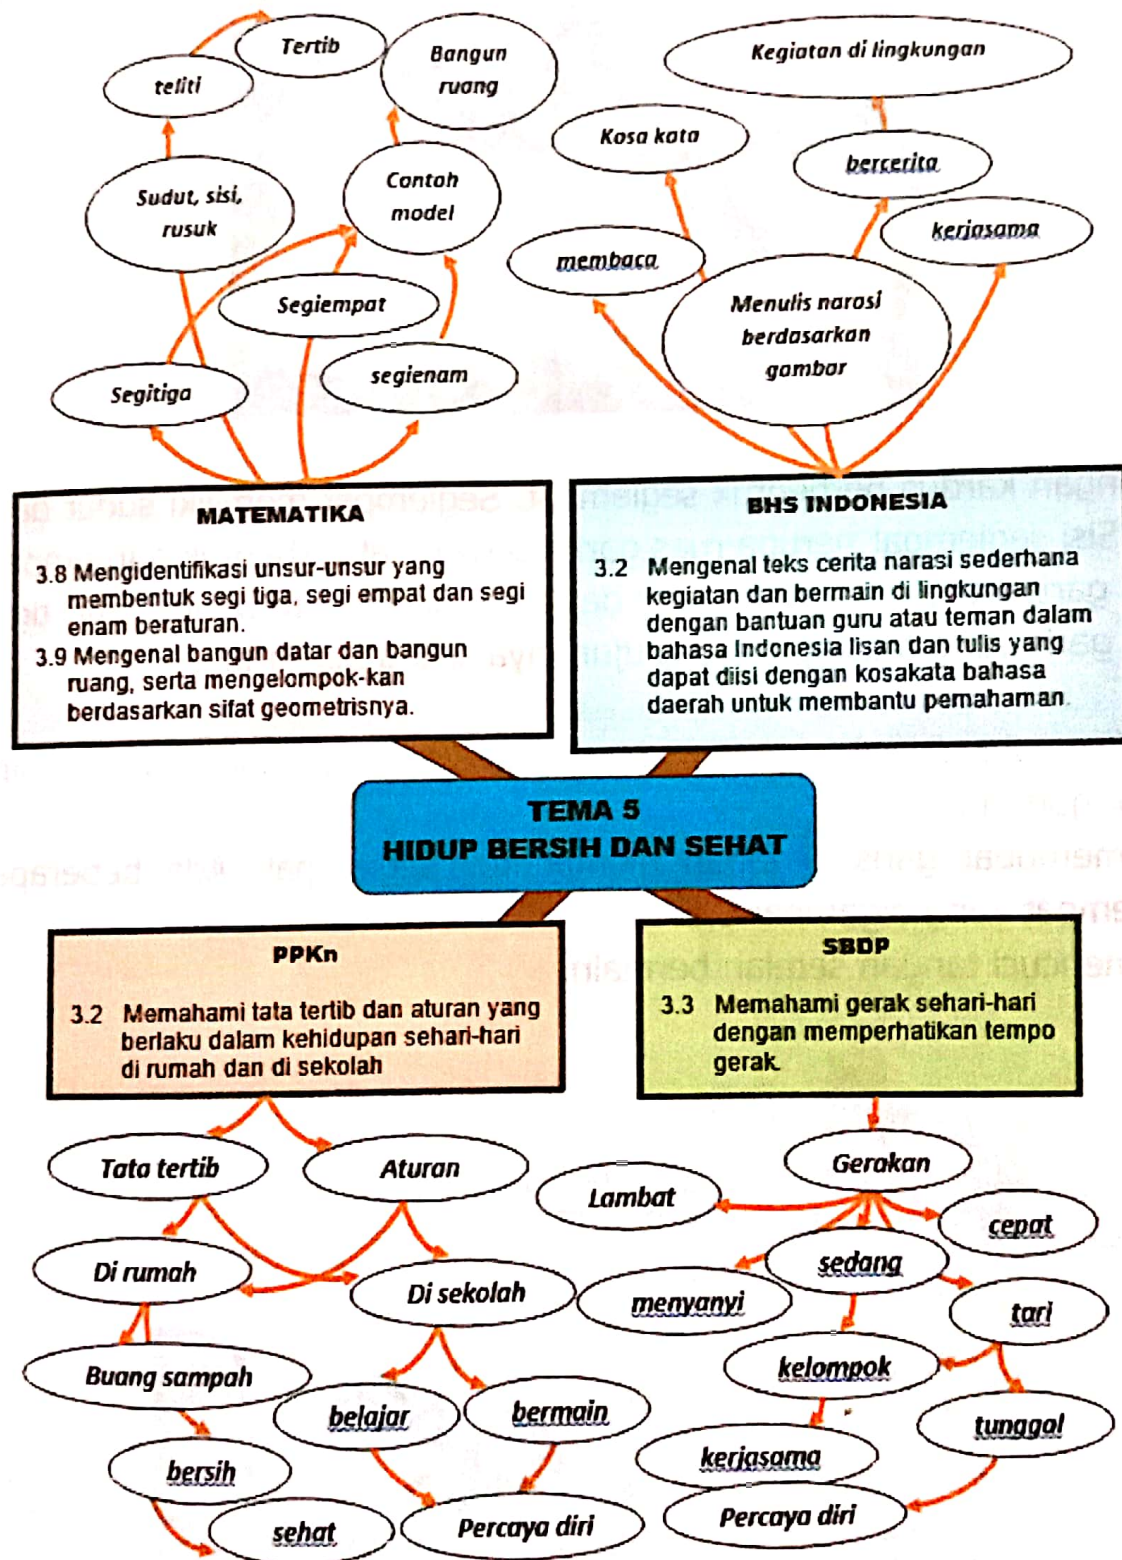 Tertib
teliti
Bangun
ruang
Sudut, sisi,
rusuk
Contoh
model
Segiempat
Segitiga
segienam
Kegiatan di lingkungan
Kosa kata
bercerita
kerjasama
membaca
Menulis narasi
berdasarkan
gambar
MATEMATIKA
3.8 Mengidentifikasi unsur-unsur yang
membentuk segi tiga, segi empat dan segi
enam beraturan.
3.9 Mengenal bangun datar dan bangun
ruang, serta mengelompok-kan
berdasarkan sifat geometrisnya.
BHS INDONESIA
3.2 Mengenal teks cerita narasi sederhana
kegiatan dan bermain di lingkungan
dengan bantuan guru atau teman dalam
bahasa Indonesia lisan dan tulis yang
dapat diisi dengan kosakata bahasa
daerah untuk membantu pemahaman.
TEMA 5
HIDUP BERSIH DAN SEHAT
PPKn
3.2 Memahami tata tertib dan aturan yang
berlaku dalam kehidupan sehari-hari
di rumah dan di sekolah
SBDP
3.3 Memahami gerak sehari-hari
dengan memperhatikan tempo
gerak.
Tata tertib
Aturan
Di rumah
Di sekolah
Buang sampah
belajar
bermain
bersih
sehat
Percaya diri
Gerakan
Lambat
cepat
sedang
menyanyi
tari
kelompok
tunggal
kerjasama
Percaya diri